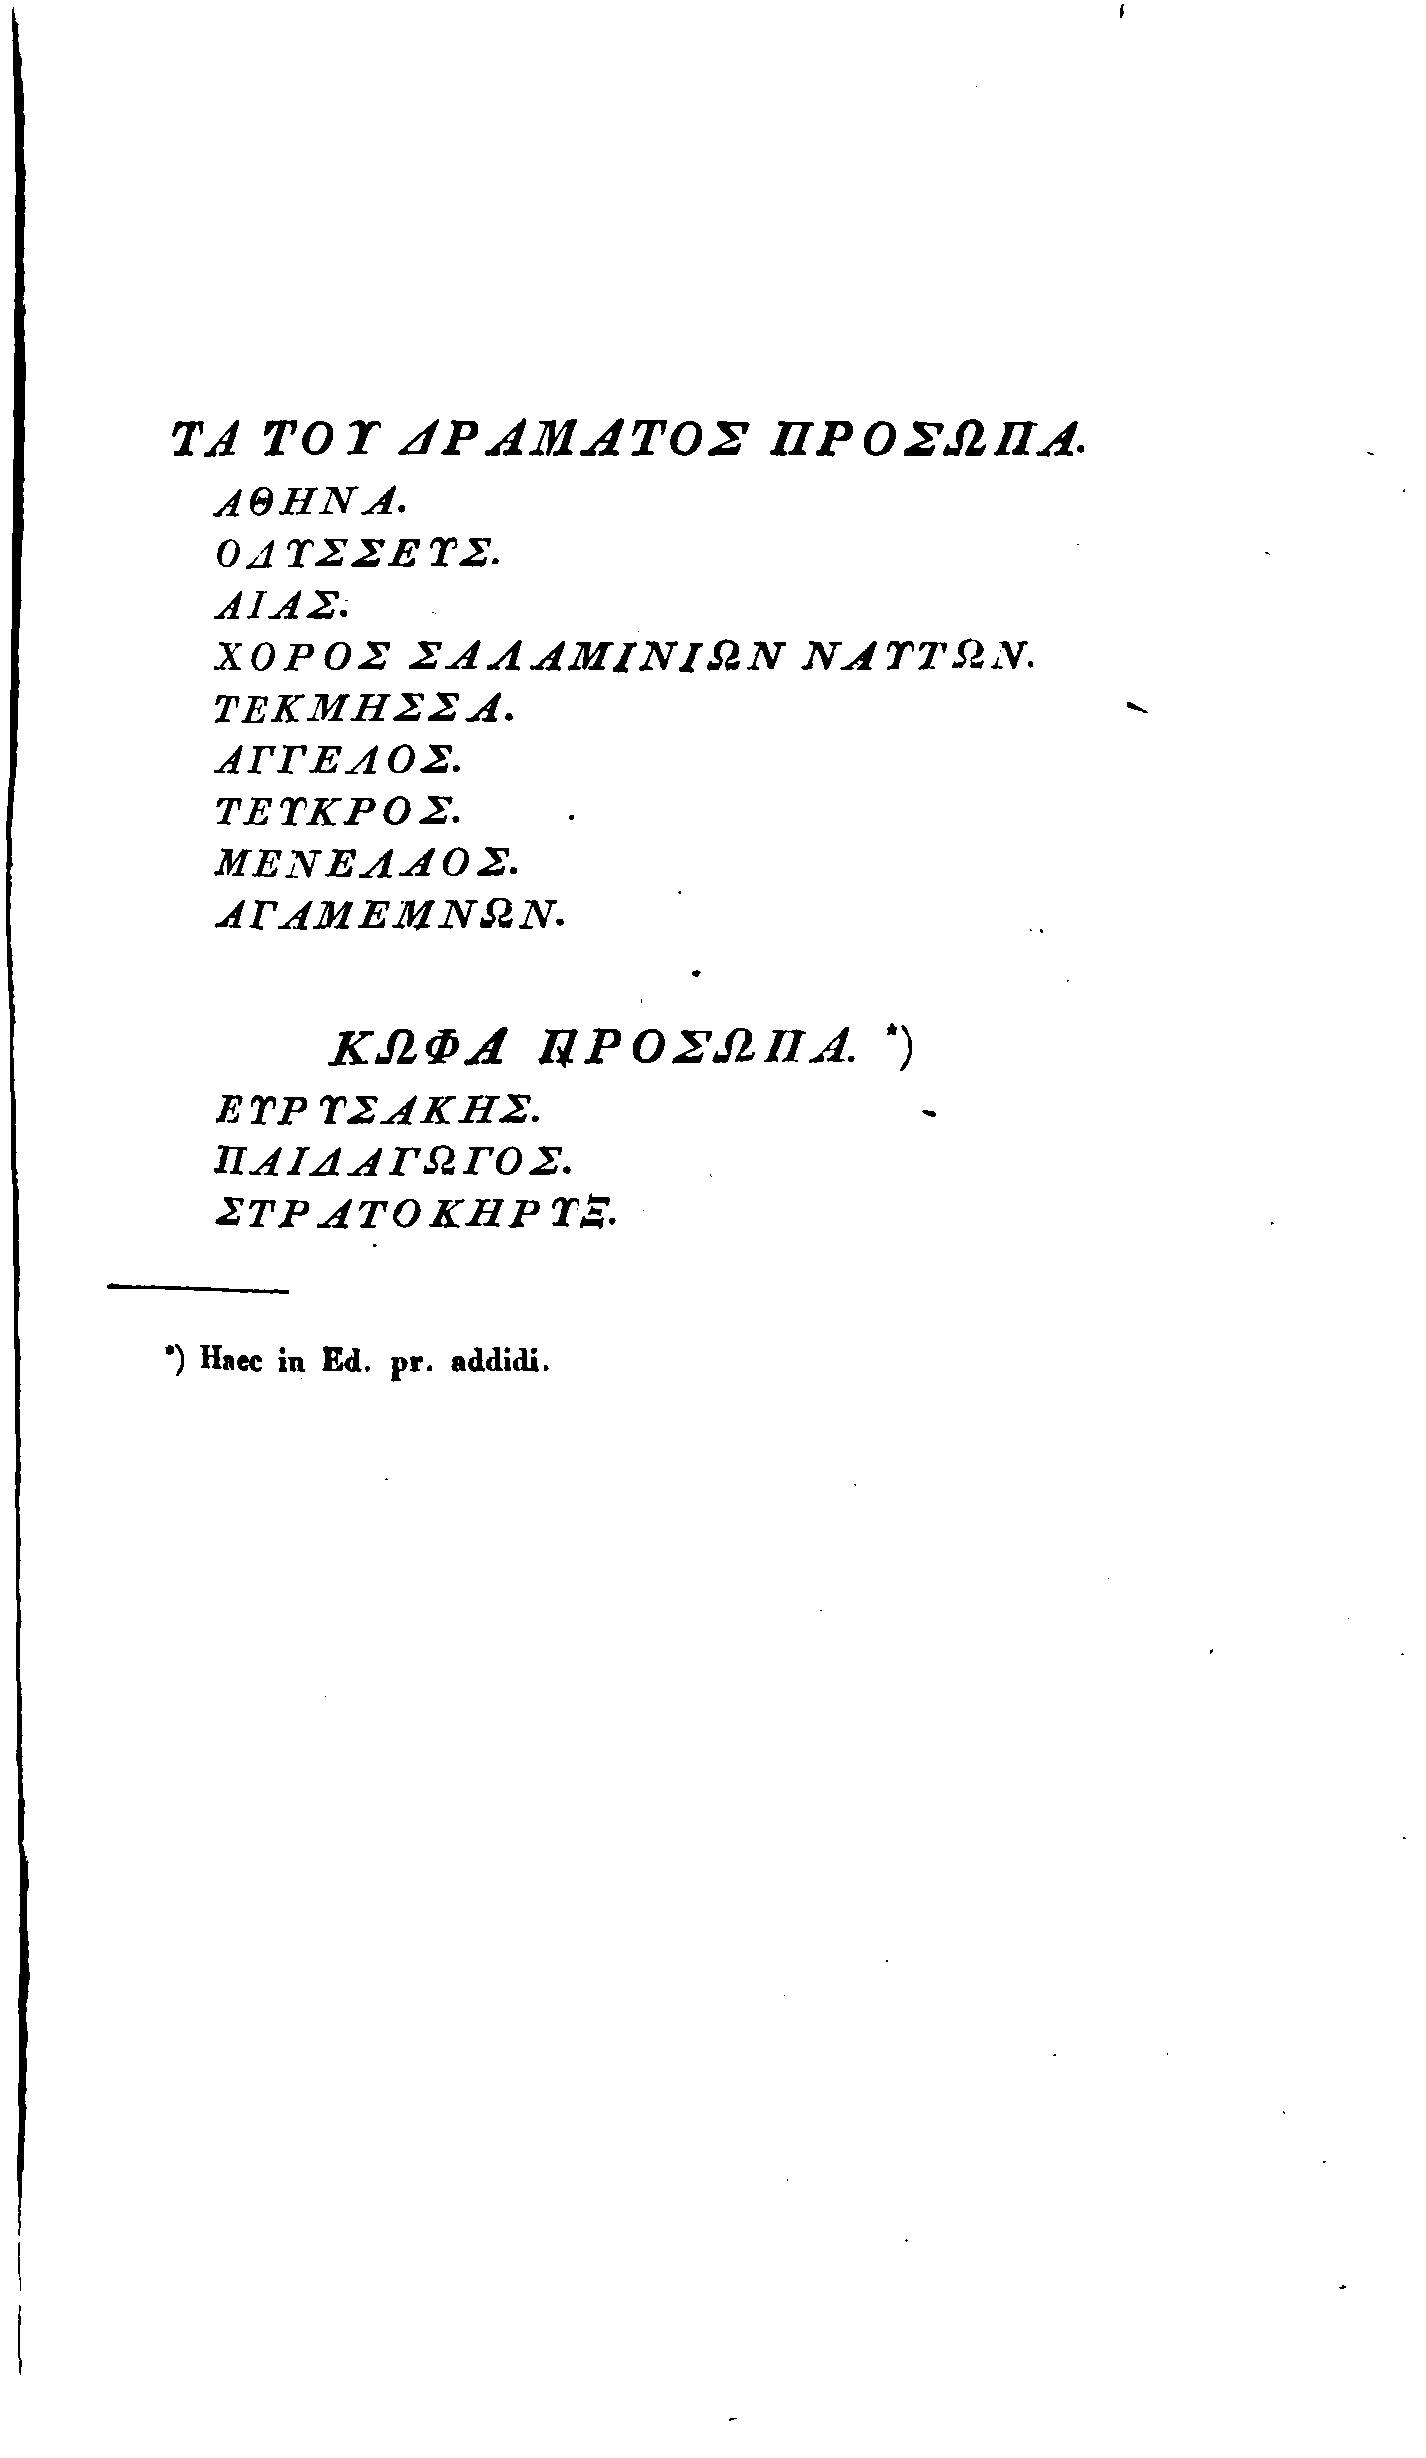 ΤΑ ΤΟΥ ΔΡΑΜΑΤΟΣ ΠΡΟΣΩΠΑ.
ΑΘΗΝΑ.
ΟΔΥΣΣΕΥΣ.
ΑΙΑΣ.
ΧΟΡΟΣ ΣΑΛΑΜΙΝΙΩΝ ΝΑΥΤΩΝ.
ΤΕΚΜΗΣΣΑ.
ΑΓΓΕΛΟΣ.
ΤΕΥΚΡΟΣ.
ΜΕΝΕΛΑΟΣ.
ΑΓΑΜΕΜΝΩΝ.
ΚΩΦΑ ΠΡΟΣΩΠΑ. *)
ΕΥΡΥΣΑΚΗΣ.
ΠΑΙΔΑΓΩΓΟΣ.
ΣΤΡΑΤΟΚΗΡΥΞ.
*) Haec in Ed. pr. addidi.